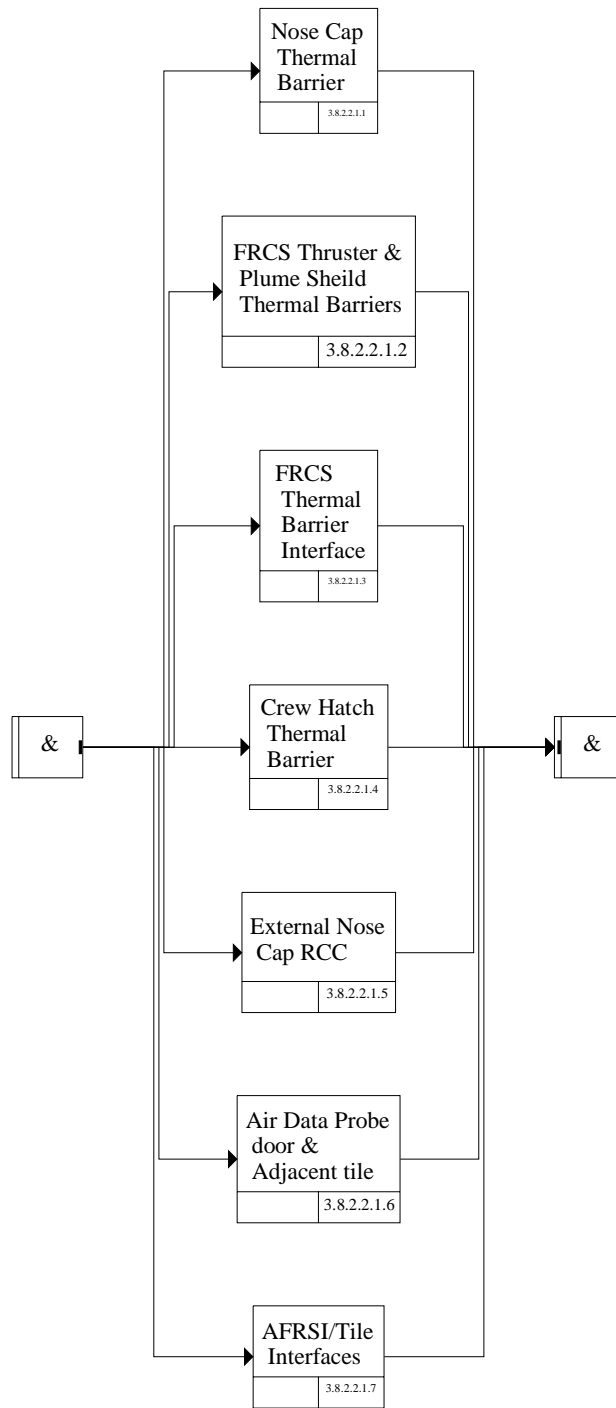 Nose Cap
Thermal
Barrier
3.8.2.2.1.1
FRCS Thruster &
Plume Sheild
Thermal Barriers
3.8.2.2.1.2
FRCS
Thermal
Barrier
Interface
3.8.2.2.1.3
&
Crew Hatch
Thermal
Barrier
3.8.2.2.1.4
&
External Nose
Cap RCC
3.8.2.2.1.5
Air Data Probe
door &
Adjacent tile
3.8.2.2.1.6
AFRSI/Tile
Interfaces
3.8.2.2.1.7